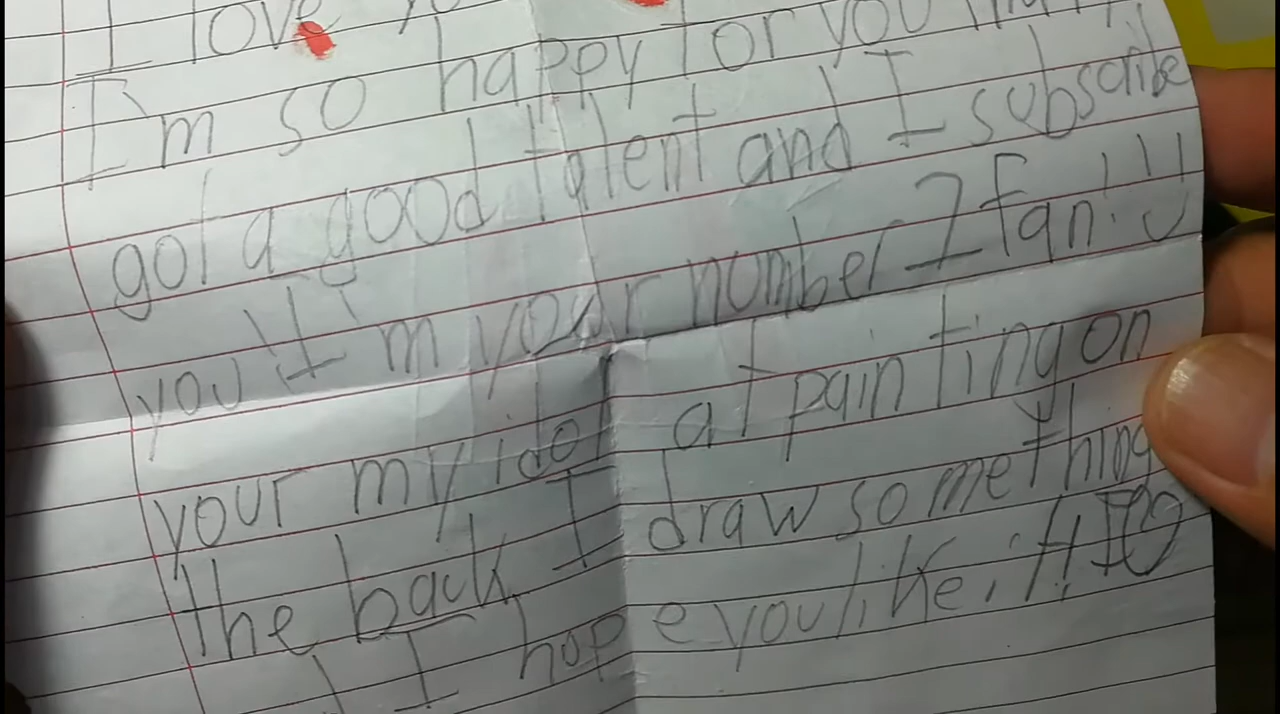 I love
I'm so happy for you
got a good talent and I subscribe
you! I'm your number 1 fan!!
your my idol at painting on
the back I draw something
I hope you like it!